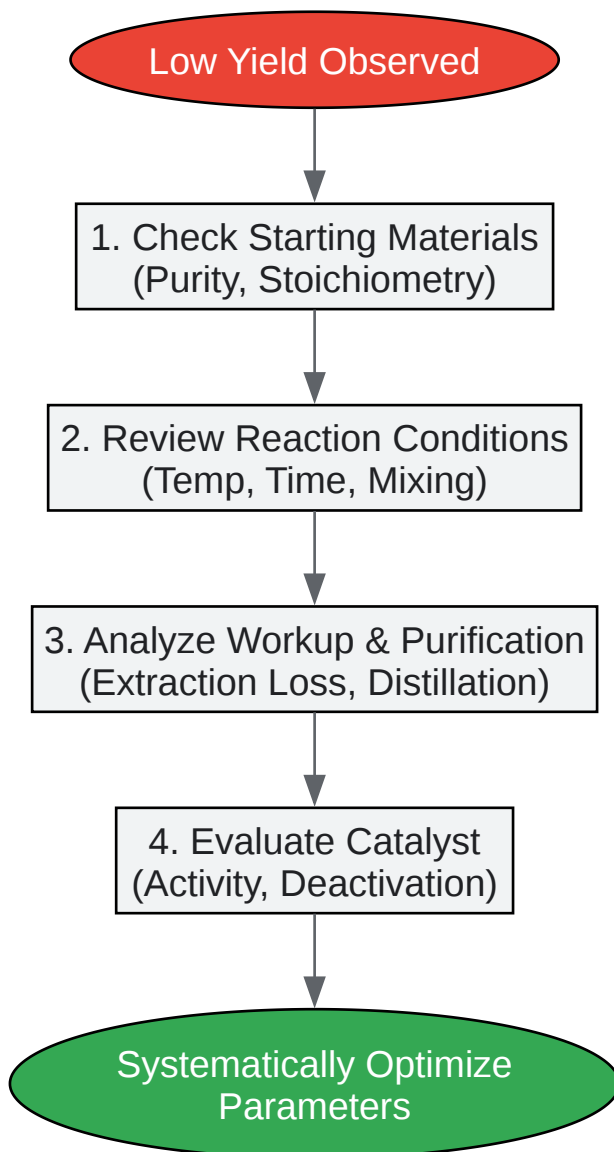 Low Yield Observed
1. Check Starting Materials
(Purity, Stoichiometry)
2. Review Reaction Conditions
(Temp, Time, Mixing)
3. Analyze Workup & Purification
(Extraction Loss, Distillation)
4. Evaluate Catalyst
(Activity, Deactivation)
Systematically Optimize
Parameters